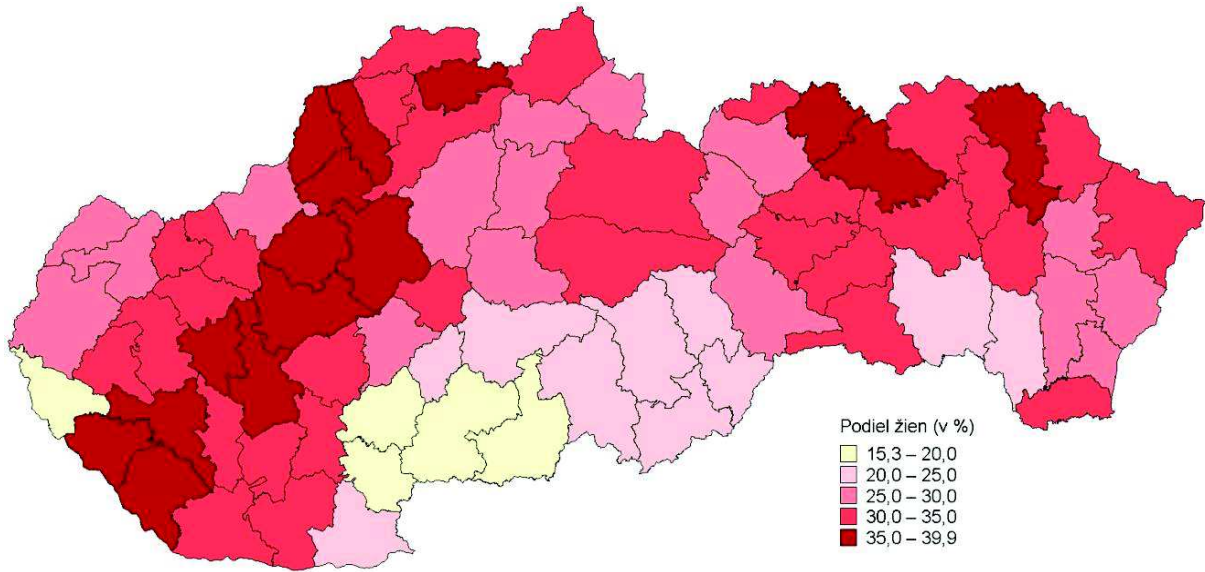 Podiel žien (v %)
15,3 – 20,0
20,0 – 25,0
25,0 – 30,0
30,0 – 35,0
35,0 – 39,9